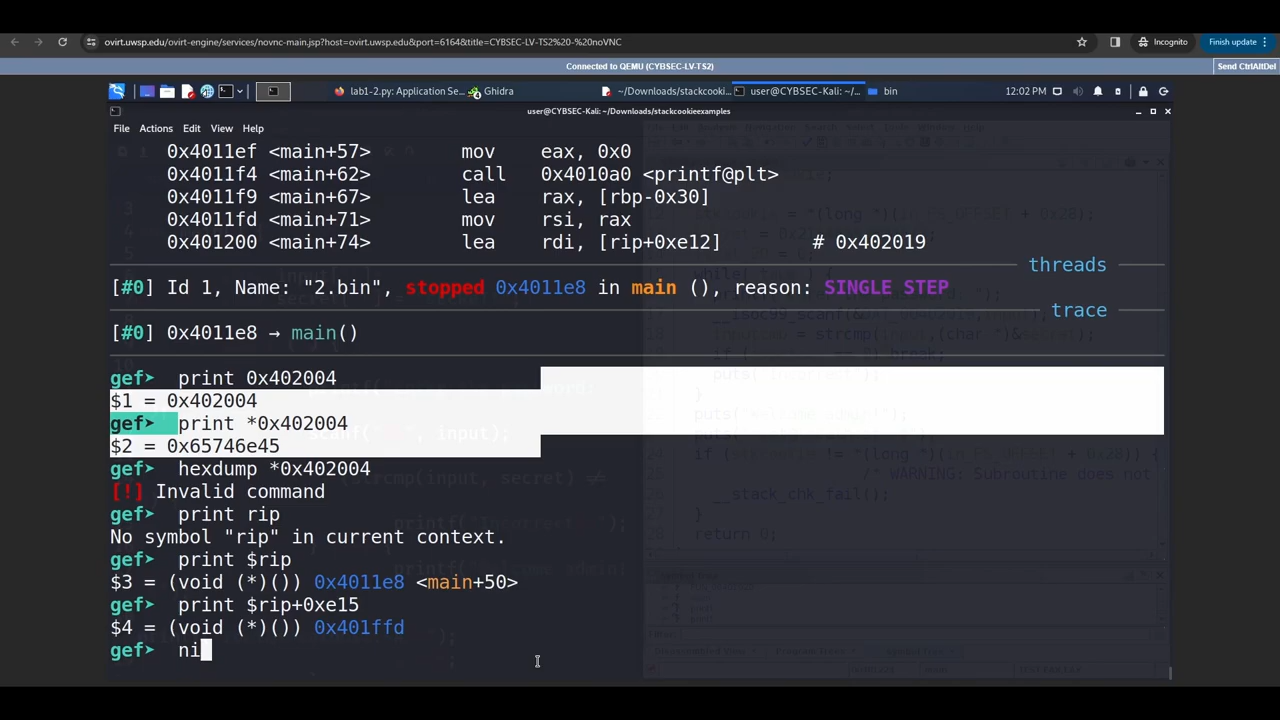 ovirt.uwsp.edu/ovirt-engine/services/novnc-main.jsp?host=ovirt.uwsp.edu&port=6164&title=CYBSEC-LV-TS2%20-%20noVNC
Incognito
Finish update
Connected to QEMU (CYBSEC-LV-TS2)
Send CtrlAltDel
lab1-2.py: Application Se...
Ghidra
~/Downloads/stackcooki...
user@CYBSEC-Kali: ~/...
bin
12:02 PM
user@CYBSEC-Kali: ~/Downloads/stackcookieexamples
File Actions Edit View Help
0x4011ef <main+57> mov eax, 0x0
0x4011f4 <main+62> call 0x4010a0 <printf@plt>
0x4011f9 <main+67> lea rax, [rbp-0x30]
0x4011fd <main+71> mov rsi, rax
0x401200 <main+74> lea rdi, [rip+0xe12] # 0x402019
threads
[#0] Id 1, Name: "2.bin", stopped 0x4011e8 in main (), reason: SINGLE STEP
trace
[#0] 0x4011e8 → main()
gef➤ print 0x402004
$1 = 0x402004
gef➤ print *0x402004
$2 = 0x65746e45
gef➤ hexdump *0x402004
[!] Invalid command
gef➤ print rip
No symbol "rip" in current context.
gef➤ print $rip
$3 = (void (*)()) 0x4011e8 <main+50>
gef➤ print $rip+0xe15
$4 = (void (*)()) 0x401ffd
gef➤ ni